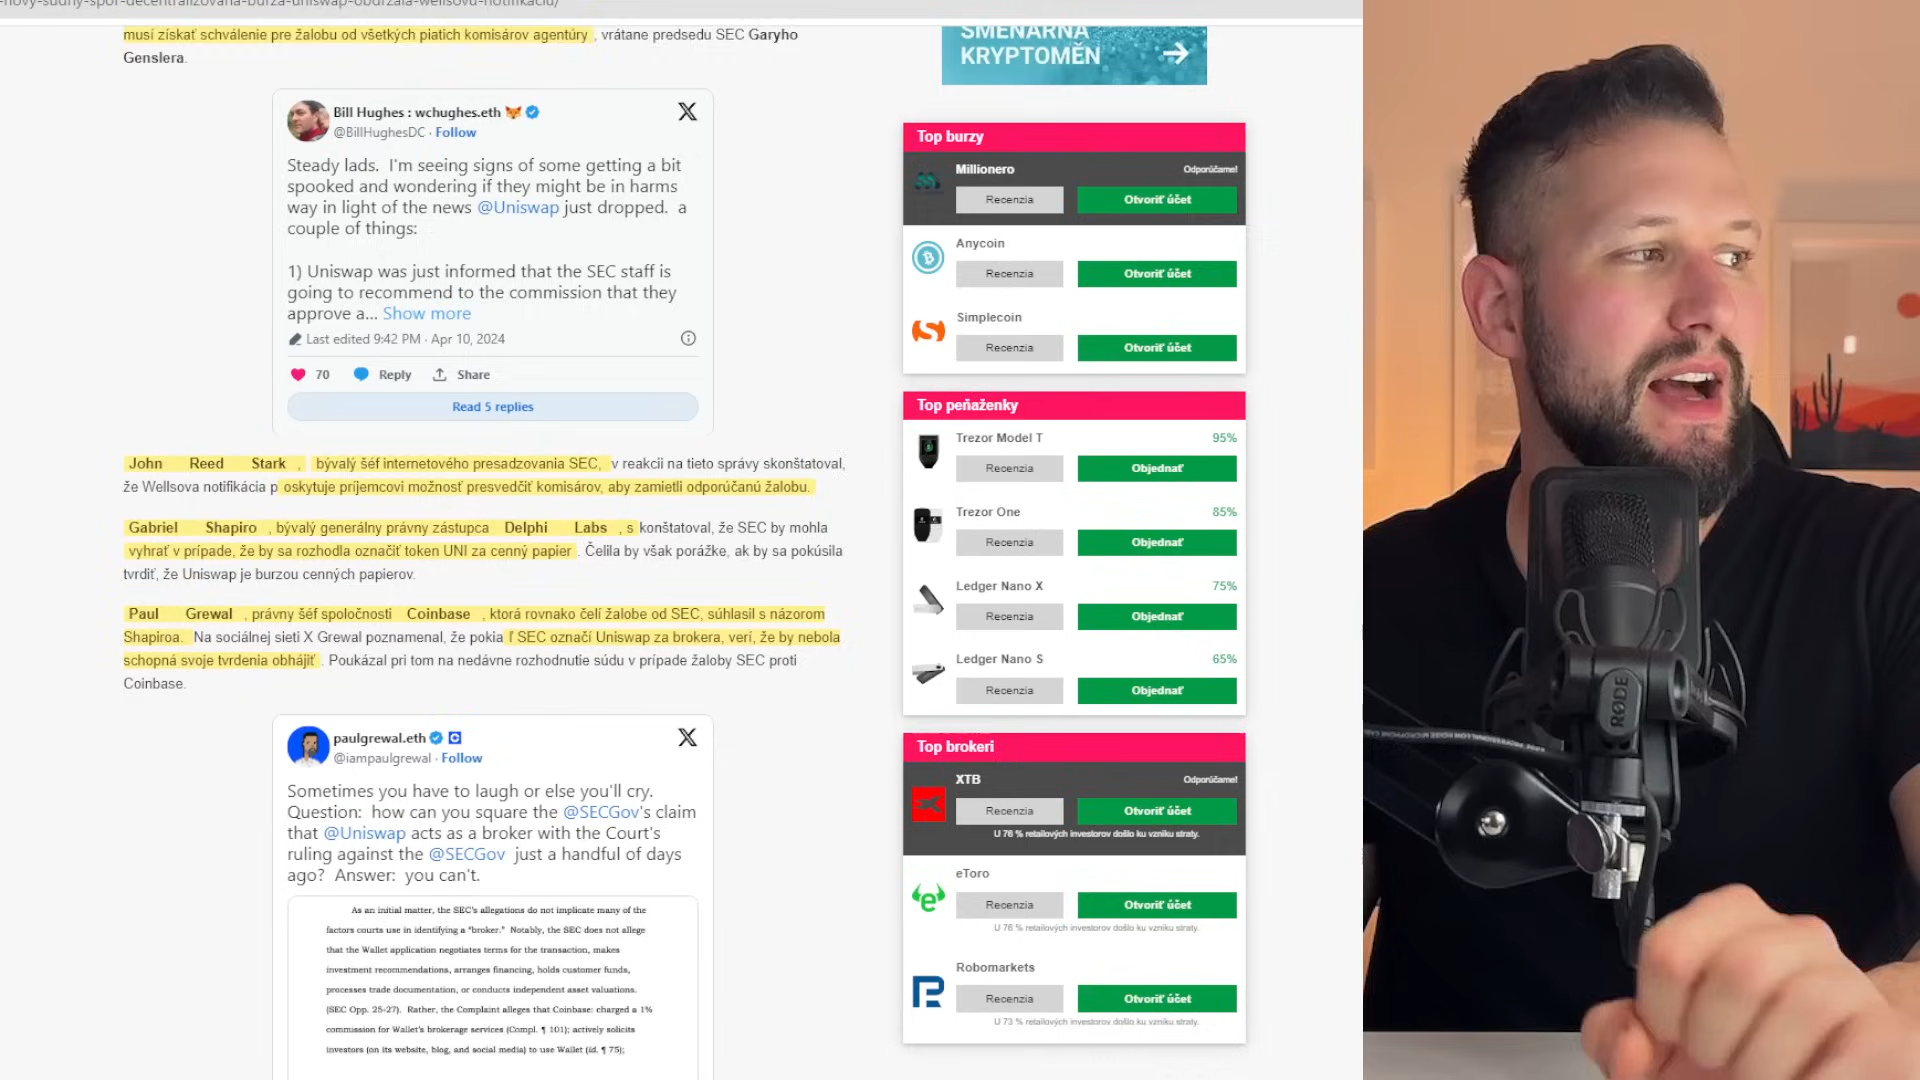 -novy-sudny-spor-decentralizovana-burza-uniswap-obdrzala-wellsovu-notifikaciu/
musí získať schválenie pre žalobu od všetkých piatich komisárov agentúry , vrátane predsedu SEC Garyho
Genslera.
Bill Hughes : wchughes.eth
@BillHughesDC · Follow
Steady lads. I'm seeing signs of some getting a bit
spooked and wondering if they might be in harms
way in light of the news @Uniswap just dropped. a
couple of things:
1) Uniswap was just informed that the SEC staff is
going to recommend to the commission that they
approve a... Show more
Last edited 9:42 PM · Apr 10, 2024
70 Reply Share
Read 5 replies
John Reed Stark , bývalý šéf internetového presadzovania SEC, v reakcii na tieto správy skonštatoval,
že Wellsova notifikácia p oskytuje príjemcovi možnosť presvedčiť komisárov, aby zamietli odporúčanú žalobu.
Gabriel Shapiro , bývalý generálny právny zástupca Delphi Labs , s konštatoval, že SEC by mohla
vyhrať v prípade, že by sa rozhodla označiť token UNI za cenný papier . Čelila by však porážke, ak by sa pokúsila
tvrdiť, že Uniswap je burzou cenných papierov.
Paul Grewal , právny šéf spoločnosti Coinbase , ktorá rovnako čelí žalobe od SEC, súhlasil s názorom
Shapiroa. Na sociálnej sieti X Grewal poznamenal, že pokia ľ SEC označí Uniswap za brokera, verí, že by nebola
schopná svoje tvrdenia obhájiť . Poukázal pri tom na nedávne rozhodnutie súdu v prípade žaloby SEC proti
Coinbase.
paulgrewal.eth
@iampaulgrewal · Follow
Sometimes you have to laugh or else you'll cry.
Question: how can you square the @SECGov's claim
that @Uniswap acts as a broker with the Court's
ruling against the @SECGov just a handful of days
ago? Answer: you can't.
As an initial matter, the SEC's allegations do not implicate many of the
factors courts use in identifying a "broker." Notably, the SEC does not allege
that the Wallet application negotiates terms for the transaction, makes
investment recommendations, arranges financing, holds customer funds,
processes trade documentation, or conducts independent asset valuations.
(SEC Opp. 25-27). Rather, the Complaint alleges that Coinbase: charged a 1%
commission for Wallet's brokerage services (Compl. ¶ 101); actively solicits
investors (on its website, blog, and social media) to use Wallet (id. ¶ 75);
SMENÁRNA
KRYPTOMĚN
Top burzy
Millionero Odporúčame!
Recenzia Otvoriť účet
Anycoin
Recenzia Otvoriť účet
Simplecoin
Recenzia Otvoriť účet
Top peňaženky
Trezor Model T 95%
Recenzia Objednať
Trezor One 85%
Recenzia Objednať
Ledger Nano X 75%
Recenzia Objednať
Ledger Nano S 65%
Recenzia Objednať
Top brokeri
XTB Odporúčame!
Recenzia Otvoriť účet
U 76 % retailových investorov došlo ku vzniku straty.
eToro
Recenzia Otvoriť účet
U 76 % retailových investorov došlo ku vzniku straty.
Robomarkets
Recenzia Otvoriť účet
U 73 % retailových investorov došlo ku vzniku straty.
RØDE